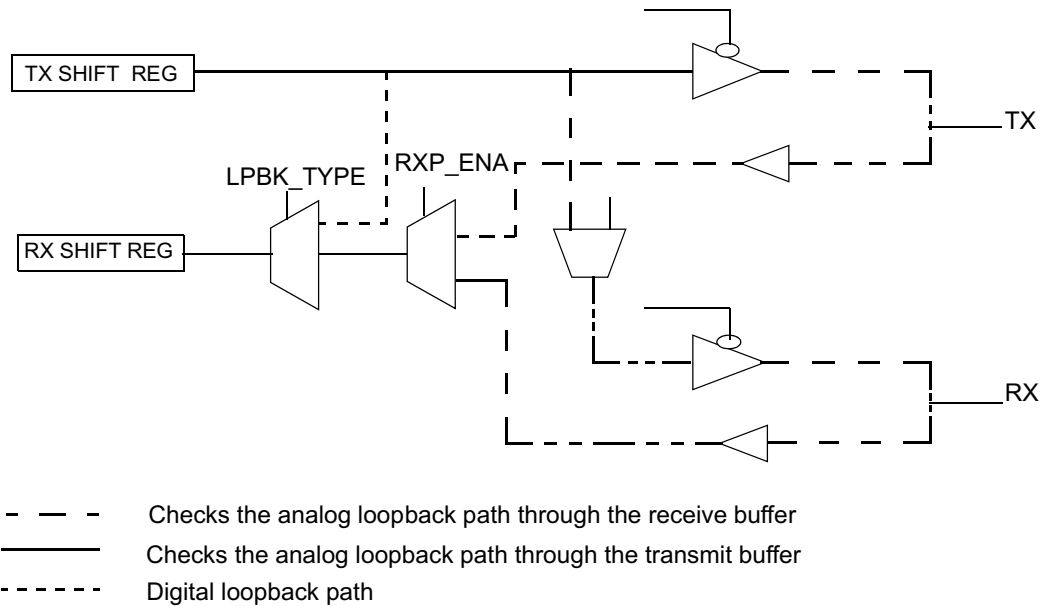 TX SHIFT REG
TX
RXP_ENA
LPBK_TYPE
RX SHIFT REG
RX
Checks the analog loopback path through the receive buffer
Checks the analog loopback path through the transmit buffer
Digital loopback path